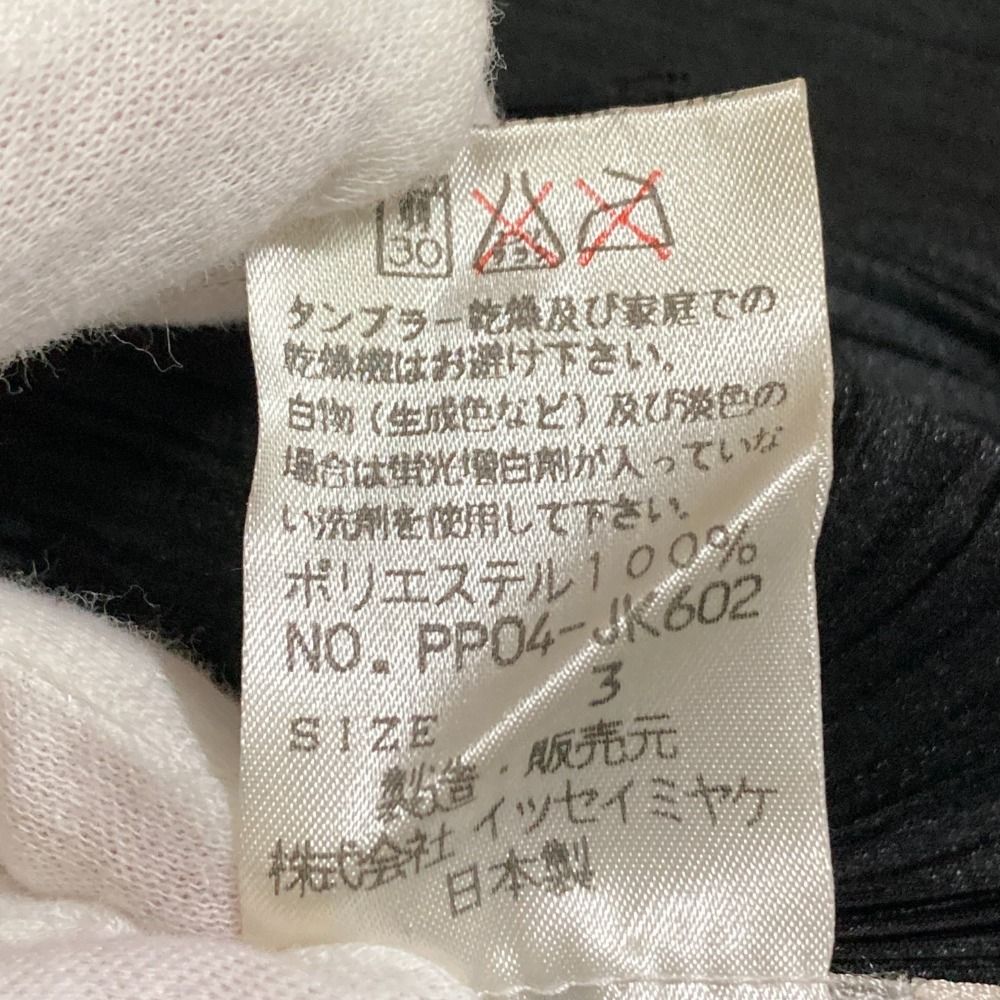 30
タンブラー乾燥及び家庭での
乾燥機はお避け下さい。
白物(生成色など)及び淡色の
場合は蛍光増白剤が入っていな
い洗剤を使用して下さい。
ポリエステル100%
NO. PP04-JK602
SIZE 3
製造・販売元
株式会社イッセイミヤケ
日本製